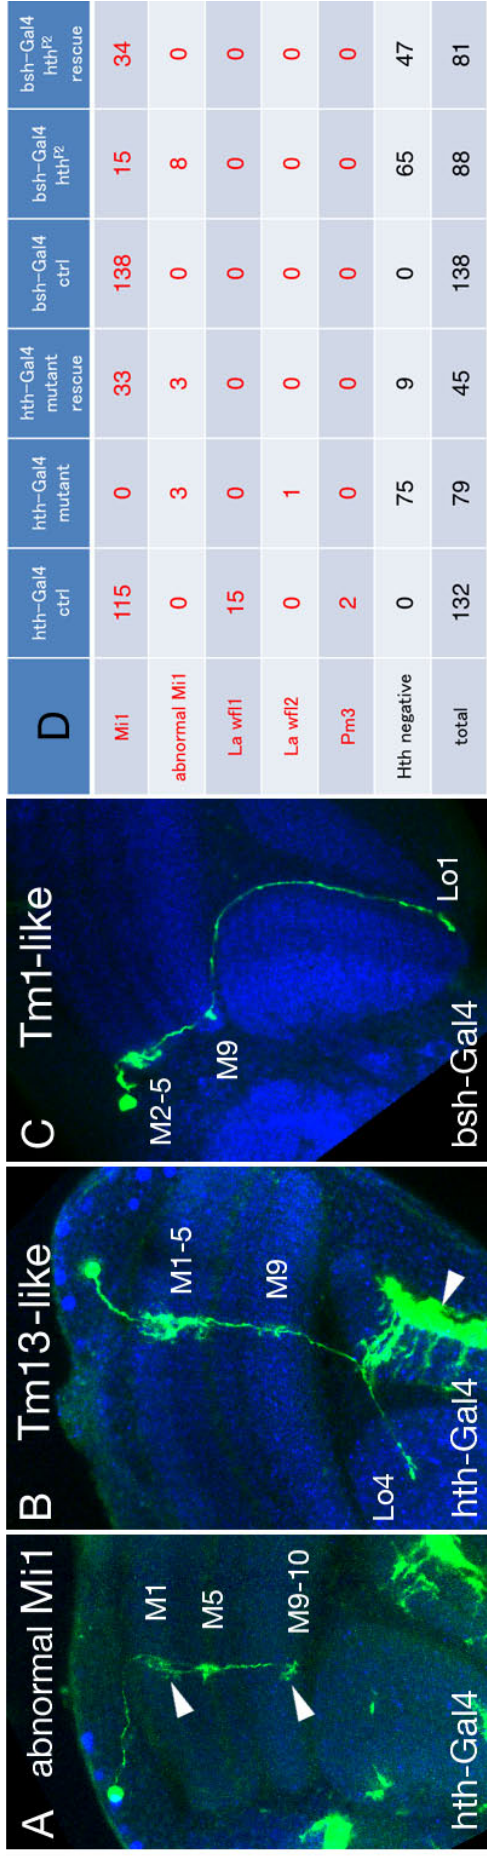 A abnormal Mi1
M1
M5
M9-10
hth-Gal4
B Tm13-like
M1-5
M9
Lo4
hth-Gal4
C Tm1-like
M2-5
M9
Lo1
bsh-Gal4
D hth-Gal4 ctrl hth-Gal4 mutant hth-Gal4 mutant rescue bsh-Gal4 ctrl bsh-Gal4 hth^P2 bsh-Gal4 hth^P2 rescue
Mi1 115 0 33 138 15 34
abnormal Mi1 0 3 3 0 8 0
La wfl1 15 0 0 0 0 0
La wfl2 0 1 0 0 0 0
Pm3 2 0 0 0 0 0
Hth negative 0 75 9 0 65 47
total 132 79 45 138 88 81